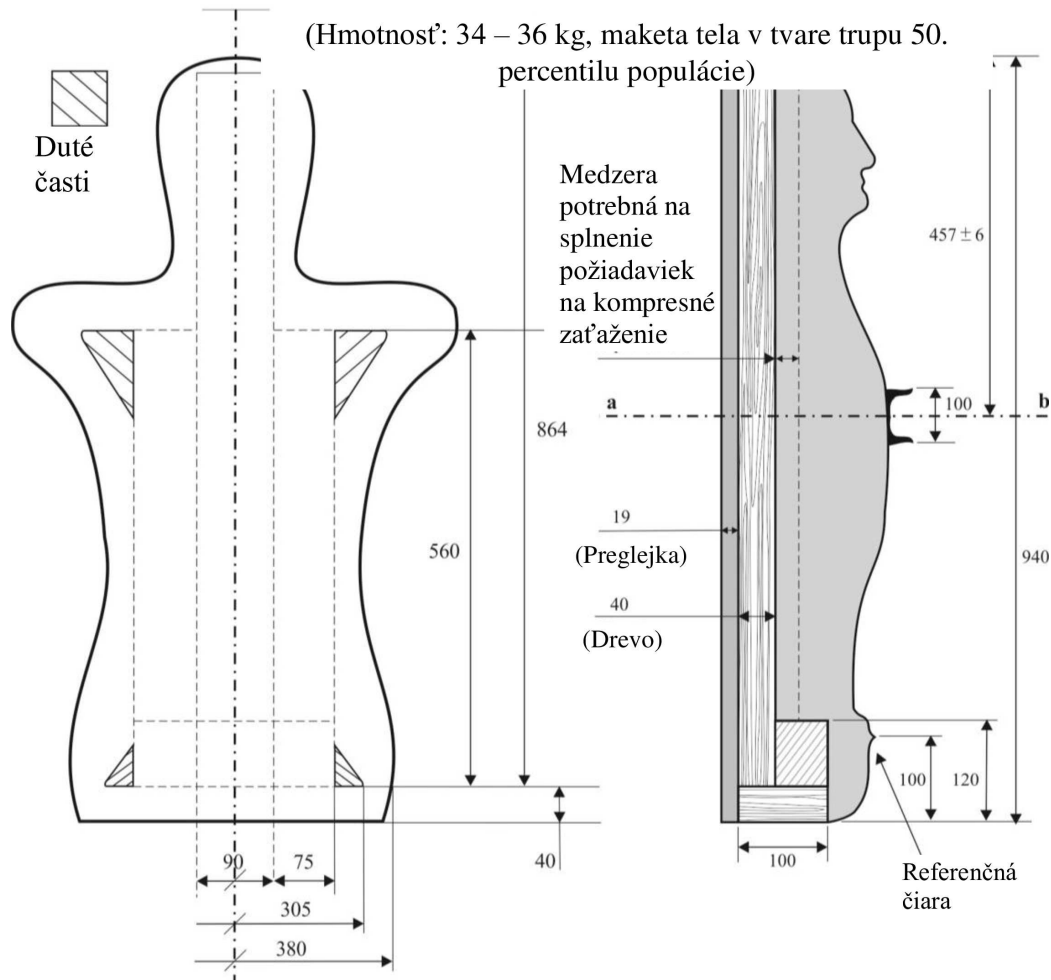 (Hmotnosť: 34 – 36 kg, maketa tela v tvare trupu 50.
percentilu populácie)
Duté
časti
Medzera
potrebná na
splnenie
požiadaviek
na kompresné
zaťaženie
457 ± 6
a
b
100
864
560
19
(Preglejka)
940
40
(Drevo)
100
120
40
90
75
100
Referenčná
čiara
305
380